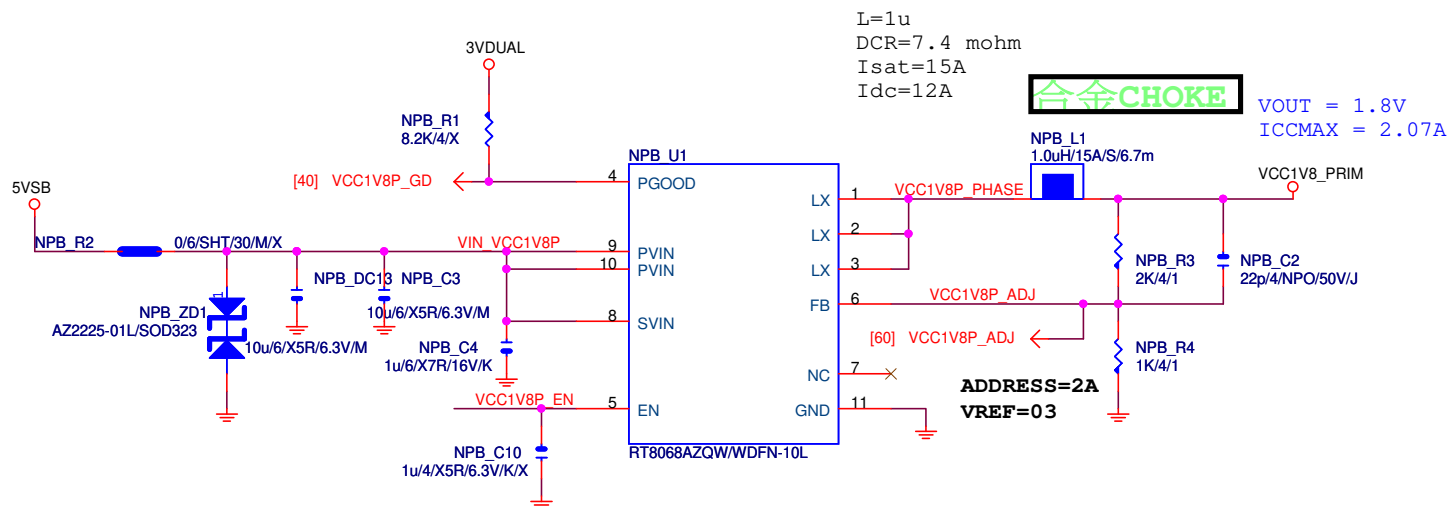 L=1u
DCR=7.4 mohm
Isat=15A
Idc=12A
合金CHOKE
VOUT = 1.8V
ICCMAX = 2.07A
3VDUAL
NPB_R1
8.2K/4/X
[40] VCC1V8P_GD
5VSB
NPB_R2
0/6/SHT/30/M/X
VIN_VCC1V8P
NPB_ZD1
AZ2225-01L/SOD323
1
NPB_DC13
10u/6/X5R/6.3V/M
NPB_C3
10u/6/X5R/6.3V/M
NPB_C4
1u/6/X7R/16V/K
VCC1V8P_EN
NPB_C10
1u/4/X5R/6.3V/K/X
NPB_U1
4 PGOOD
9 PVIN
10 PVIN
8 SVIN
5 EN
LX 1
LX 2
LX 3
FB 6
NC 7
GND 11
RT8068AZQW/WDFN-10L
VCC1V8P_PHASE
NPB_L1
1.0uH/15A/S/6.7m
VCC1V8_PRIM
NPB_R3
2K/4/1
NPB_C2
22p/4/NPO/50V/J
VCC1V8P_ADJ
[60] VCC1V8P_ADJ
NPB_R4
1K/4/1
ADDRESS=2A
VREF=03